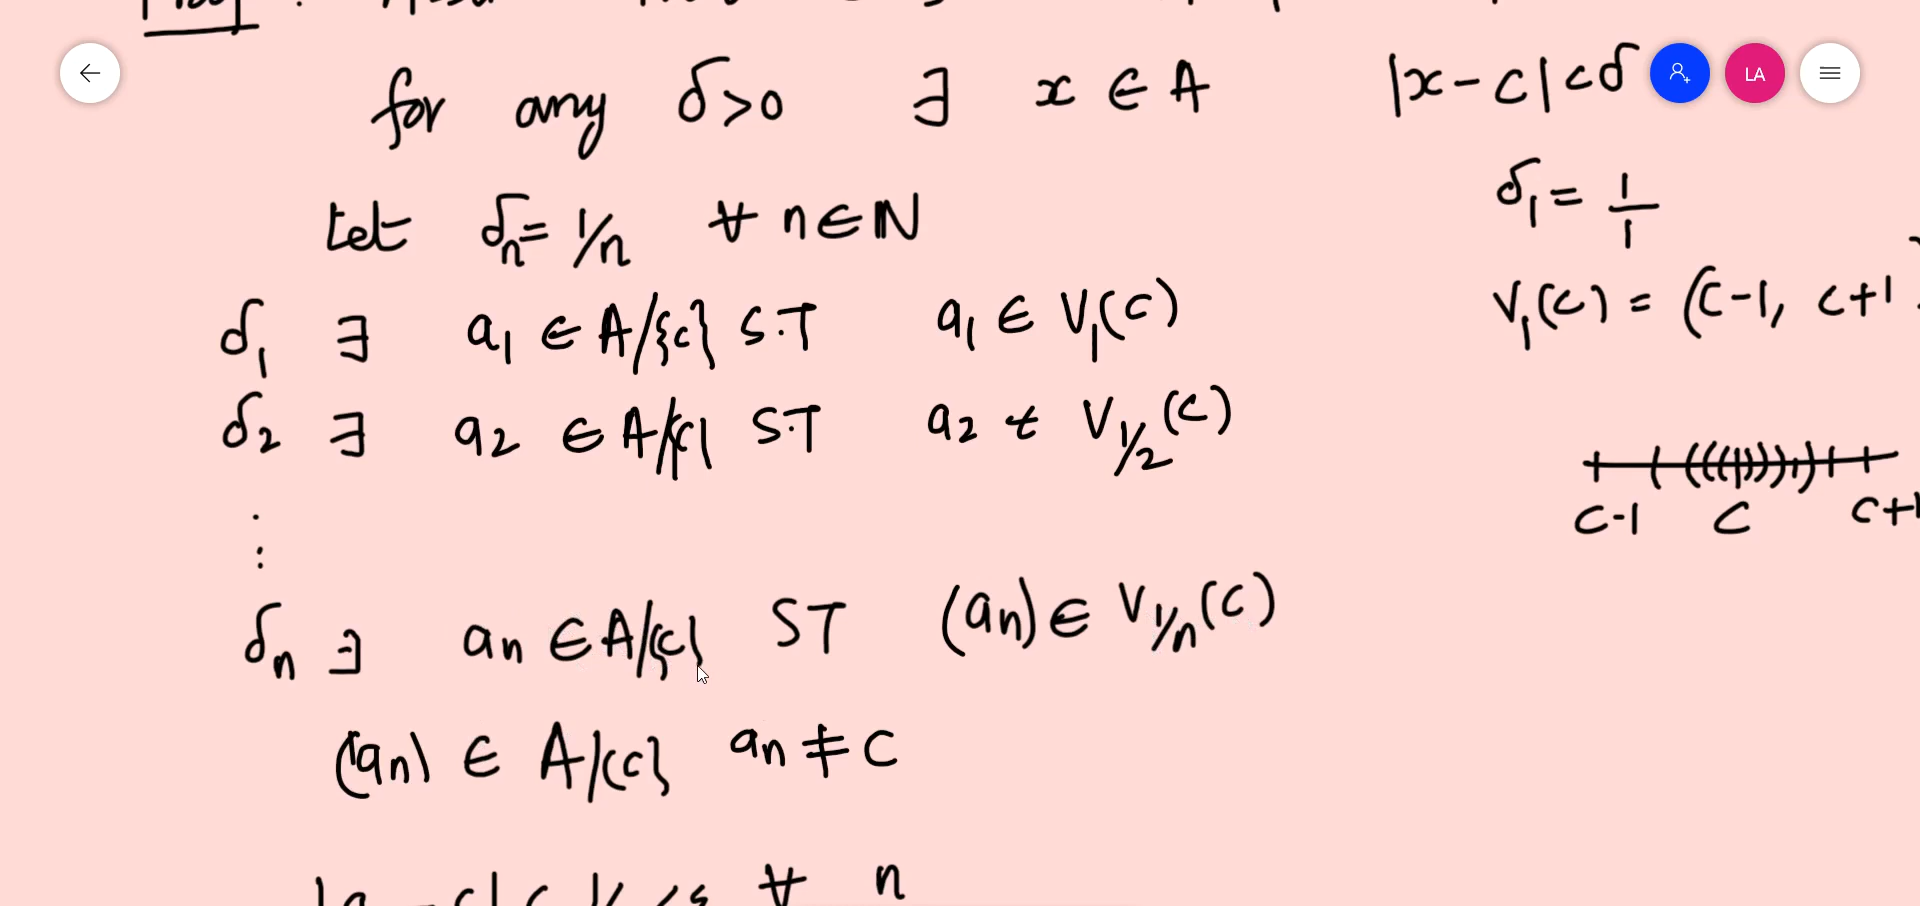 for any δ>0 ∃ x ∈ A |x-c|<δ
LA
δ₁ = 1/1
Let δn = 1/n ∀ n∈ℕ
V₁(c) = (c-1, c+1
δ₁ ∃ a₁ ∈ A/{c} S.T a₁ ∈ V₁(c)
δ₂ ∃ a₂ ∈ A/{c} S.T a₂ ∈ V1/2(c)
c-1 c c+1
:
δn ∃ an ∈ A/{c} ST (an) ∈ V1/n(c)
(an) ∈ A/{c} an ≠ c
∀ n